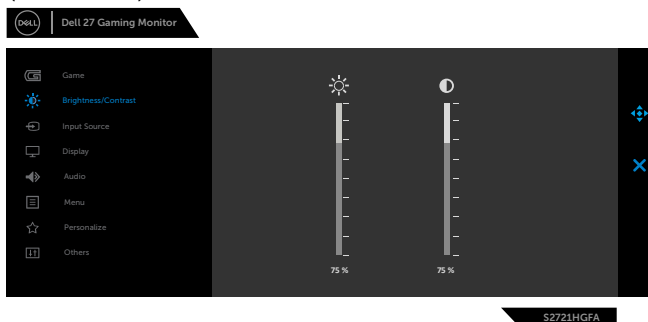 DELL
Dell 27 Gaming Monitor
Game
Brightness/Contrast
Input Source
Display
Audio
Menu
Personalize
Others
75 %
75 %
S2721HGFA